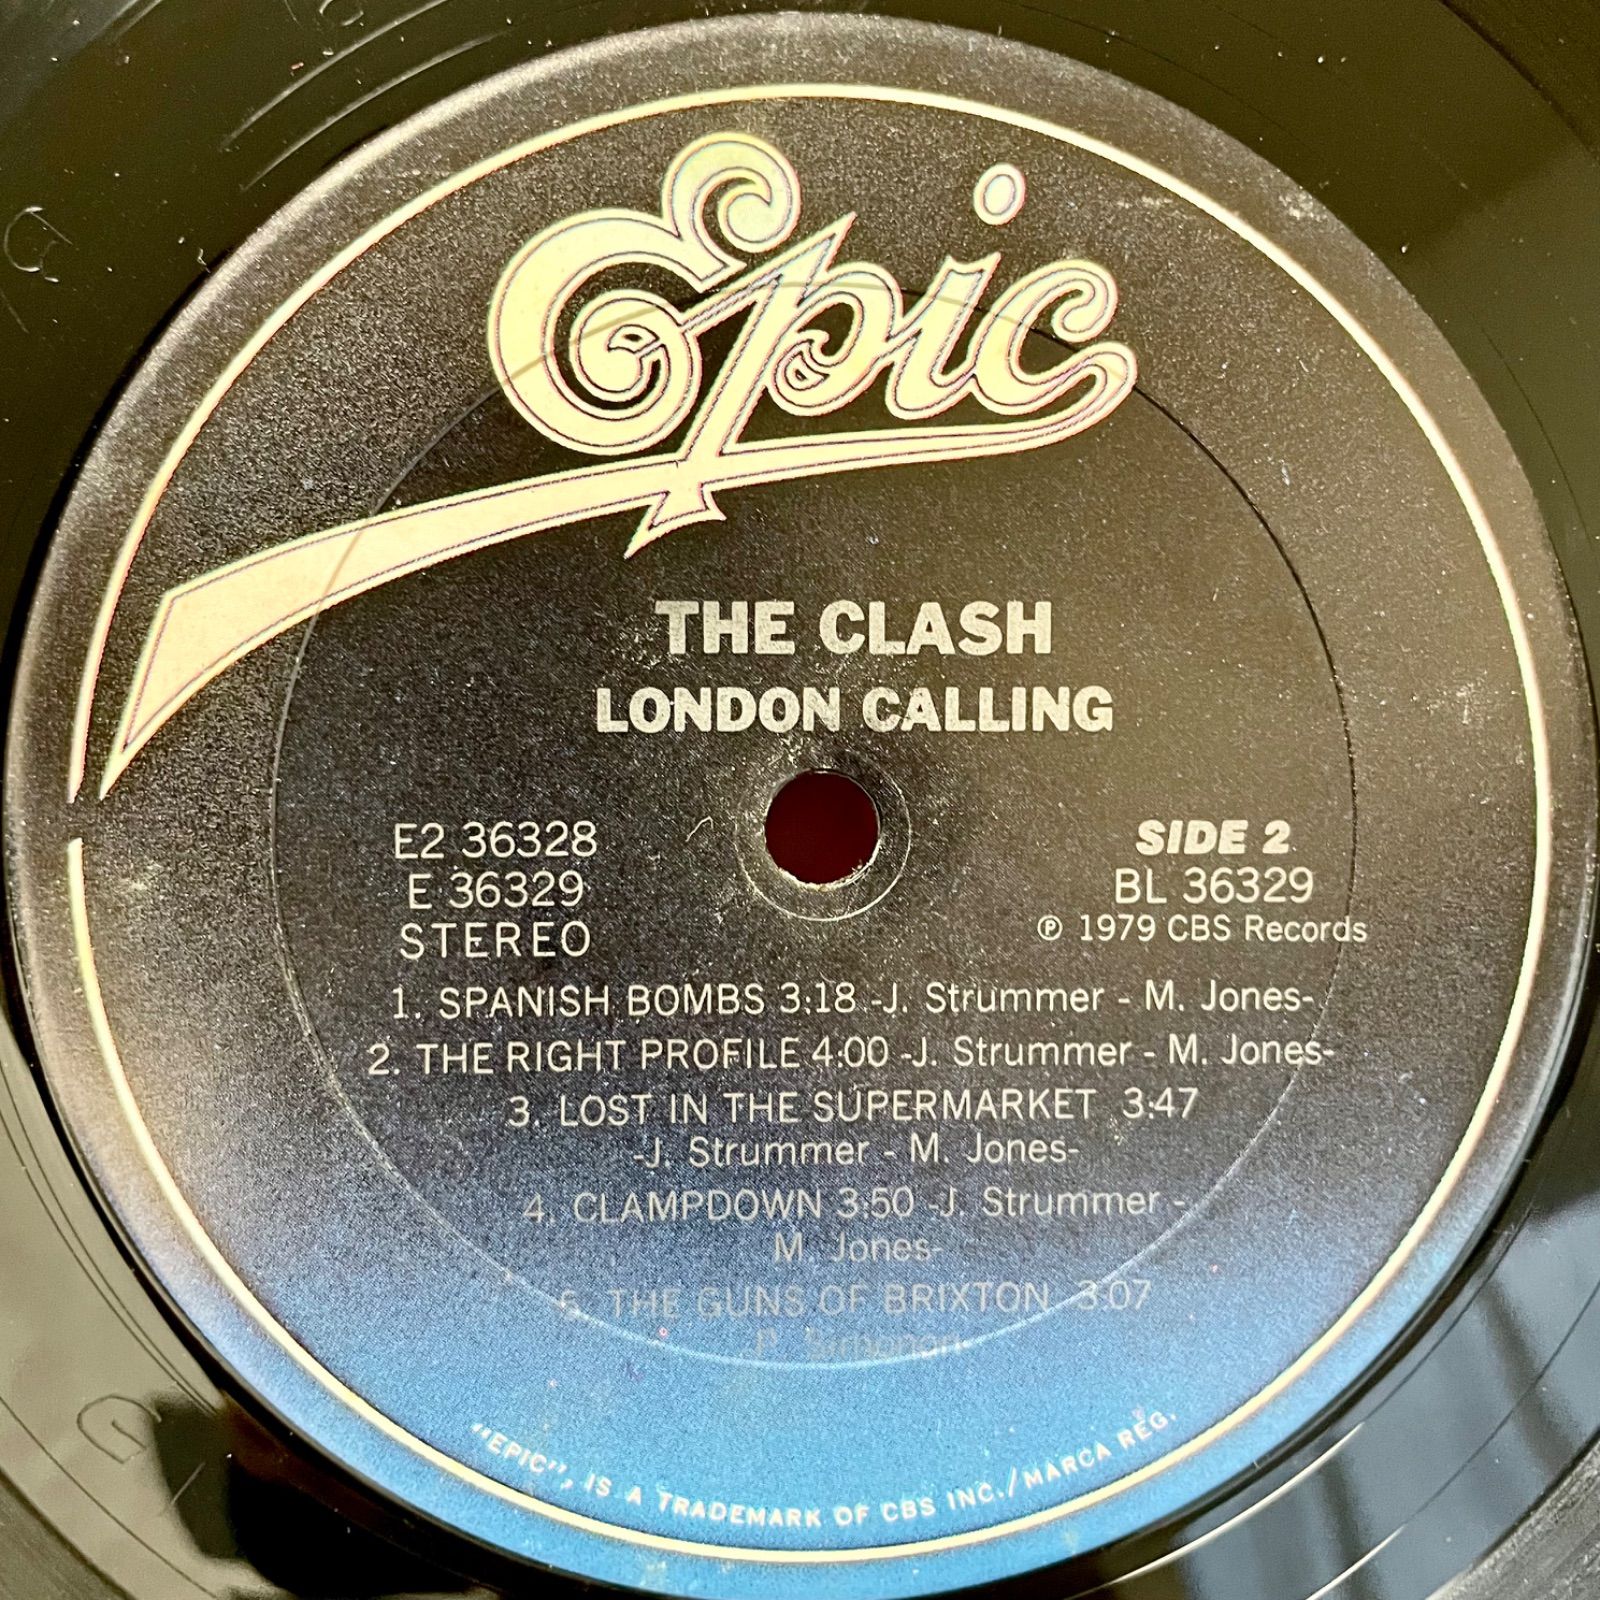 Epic
THE CLASH
LONDON CALLING
E2 36328
E 36329
STEREO
SIDE 2
BL 36329
℗ 1979 CBS Records
1. SPANISH BOMBS 3:18 -J. Strummer - M. Jones-
2. THE RIGHT PROFILE 4:00 -J. Strummer - M. Jones-
3. LOST IN THE SUPERMARKET 3:47
-J. Strummer - M. Jones-
4. CLAMPDOWN 3:50 -J. Strummer -
M. Jones-
5. THE GUNS OF BRIXTON 3:07
-P. Simonon-
"EPIC", IS A TRADEMARK OF CBS INC./MARCA REG.